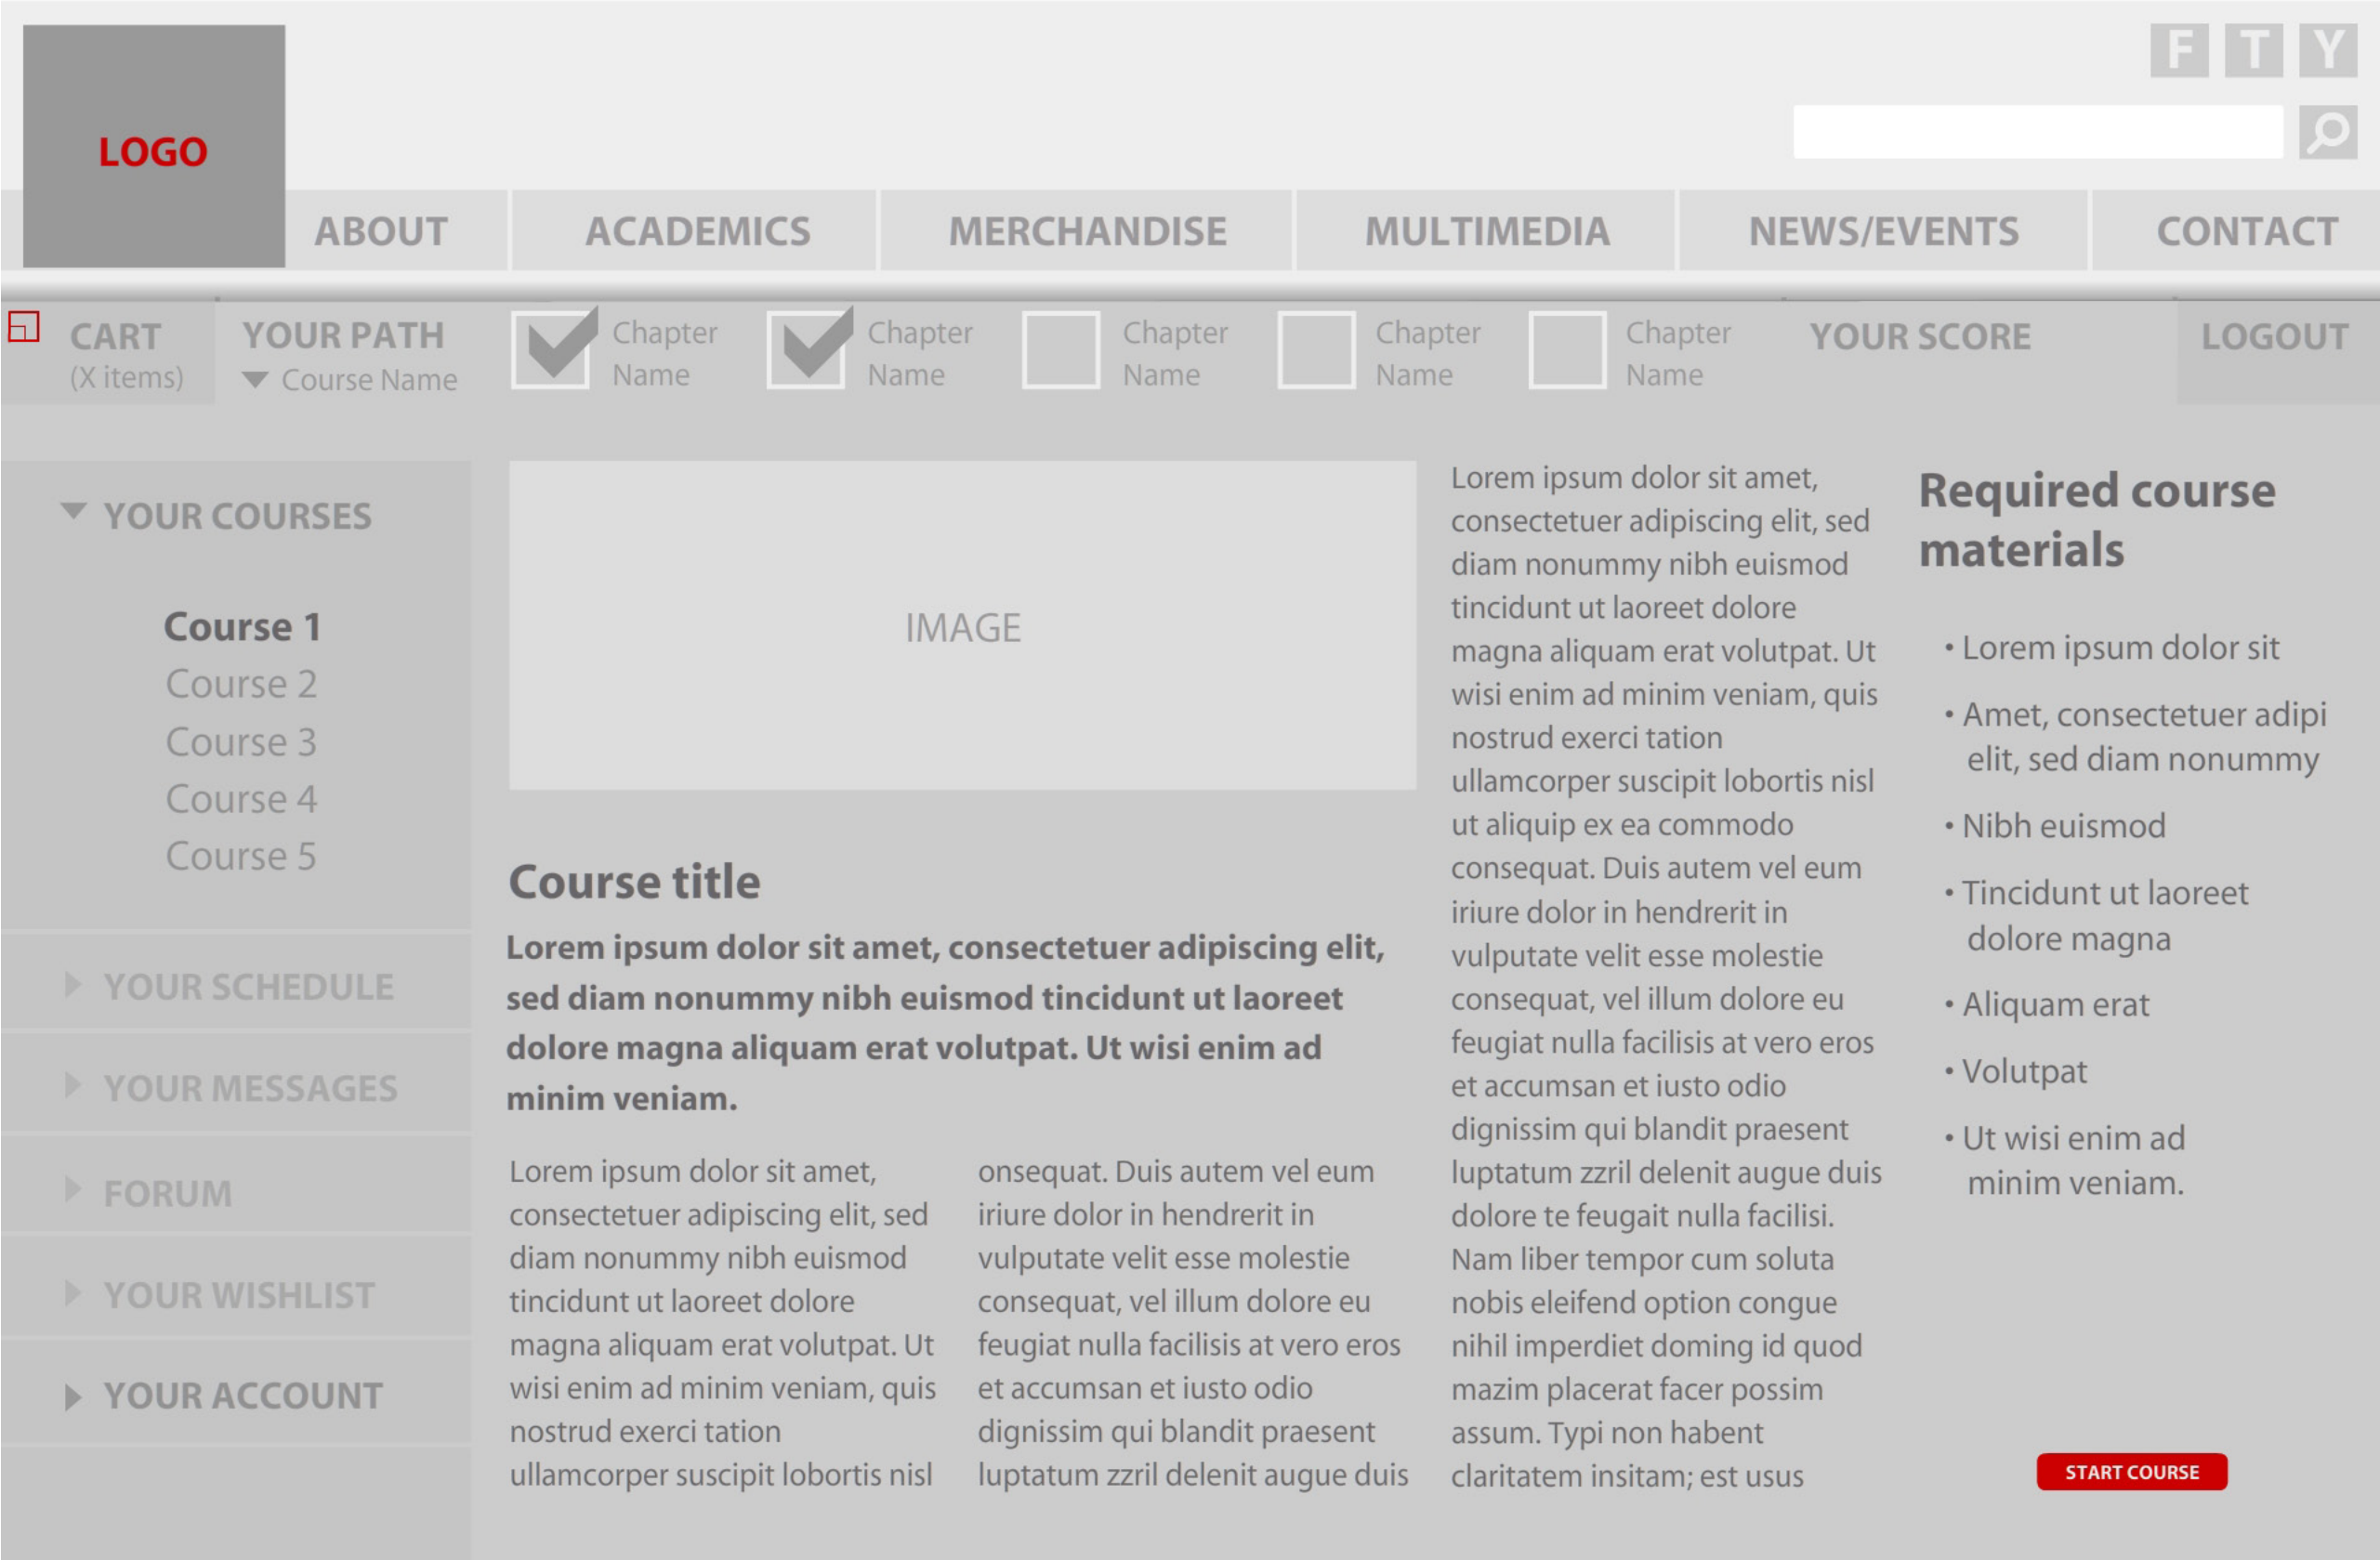 F T Y
LOGO
ABOUT
ACADEMICS
MERCHANDISE
MULTIMEDIA
NEWS/EVENTS
CONTACT
CART
(X items)
YOUR PATH
Course Name
Chapter
Name
Chapter
Name
Chapter
Name
Chapter
Name
Chapter
Name
YOUR SCORE
LOGOUT
YOUR COURSES
Course 1
Course 2
Course 3
Course 4
Course 5
YOUR SCHEDULE
YOUR MESSAGES
FORUM
YOUR WISHLIST
YOUR ACCOUNT
IMAGE
Course title
Lorem ipsum dolor sit amet, consectetuer adipiscing elit,
sed diam nonummy nibh euismod tincidunt ut laoreet
dolore magna aliquam erat volutpat. Ut wisi enim ad
minim veniam.
Lorem ipsum dolor sit amet,
consectetuer adipiscing elit, sed
diam nonummy nibh euismod
tincidunt ut laoreet dolore
magna aliquam erat volutpat. Ut
wisi enim ad minim veniam, quis
nostrud exerci tation
ullamcorper suscipit lobortis nisl
onsequat. Duis autem vel eum
iriure dolor in hendrerit in
vulputate velit esse molestie
consequat, vel illum dolore eu
feugiat nulla facilisis at vero eros
et accumsan et iusto odio
dignissim qui blandit praesent
luptatum zzril delenit augue duis
Lorem ipsum dolor sit amet,
consectetuer adipiscing elit, sed
diam nonummy nibh euismod
tincidunt ut laoreet dolore
magna aliquam erat volutpat. Ut
wisi enim ad minim veniam, quis
nostrud exerci tation
ullamcorper suscipit lobortis nisl
ut aliquip ex ea commodo
consequat. Duis autem vel eum
iriure dolor in hendrerit in
vulputate velit esse molestie
consequat, vel illum dolore eu
feugiat nulla facilisis at vero eros
et accumsan et iusto odio
dignissim qui blandit praesent
luptatum zzril delenit augue duis
dolore te feugait nulla facilisi.
Nam liber tempor cum soluta
nobis eleifend option congue
nihil imperdiet doming id quod
mazim placerat facer possim
assum. Typi non habent
claritatem insitam; est usus
Required course
materials
• Lorem ipsum dolor sit
• Amet, consectetuer adipi
elit, sed diam nonummy
• Nibh euismod
• Tincidunt ut laoreet
dolore magna
• Aliquam erat
• Volutpat
• Ut wisi enim ad
minim veniam.
START COURSE